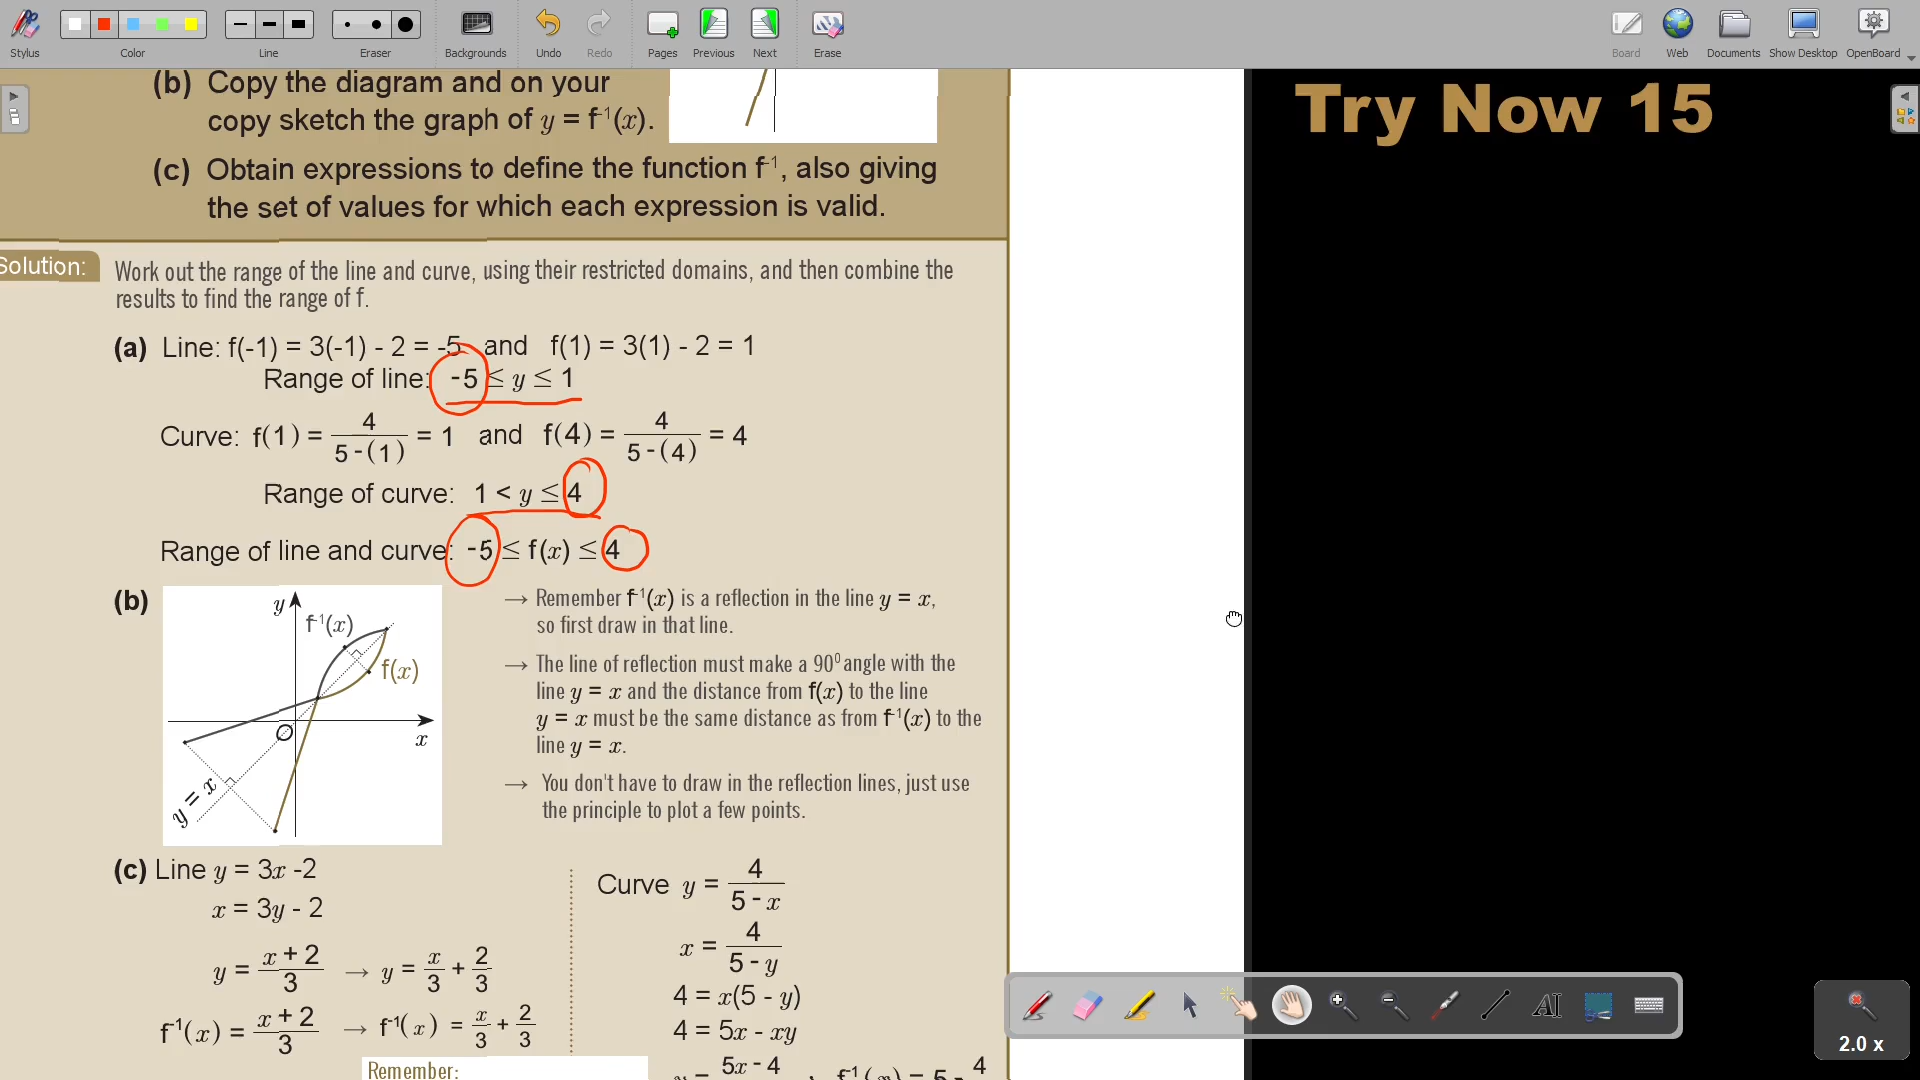 Stylus Color Line Eraser Backgrounds Undo Redo Pages Previous Next Erase Board Web Documents Show Desktop OpenBoard
(b) Copy the diagram and on your
copy sketch the graph of y = f⁻¹(x).
(c) Obtain expressions to define the function f⁻¹, also giving
the set of values for which each expression is valid.
Try Now 15
Solution:
Work out the range of the line and curve, using their restricted domains, and then combine the
results to find the range of f.
(a) Line: f(-1) = 3(-1) - 2 = -5 and f(1) = 3(1) - 2 = 1
Range of line: -5 ≤ y ≤ 1
Curve: f(1) = 4/(5-(1)) = 1 and f(4) = 4/(5-(4)) = 4
Range of curve: 1 < y ≤ 4
Range of line and curve: -5 ≤ f(x) ≤ 4
(b)
y
f⁻¹(x)
f(x)
O
x
y = x
→ Remember f⁻¹(x) is a reflection in the line y = x,
so first draw in that line.
→ The line of reflection must make a 90⁰ angle with the
line y = x and the distance from f(x) to the line
y = x must be the same distance as from f⁻¹(x) to the
line y = x.
→ You don't have to draw in the reflection lines, just use
the principle to plot a few points.
(c) Line y = 3x -2
x = 3y - 2
y = (x + 2)/3 → y = x/3 + 2/3
f⁻¹(x) = (x + 2)/3 → f⁻¹(x) = x/3 + 2/3
Remember:
Curve y = 4/(5 - x)
x = 4/(5 - y)
4 = x(5 - y)
4 = 5x - xy
5x - 4
f⁻¹(x) = 5 - 4
2.0 x